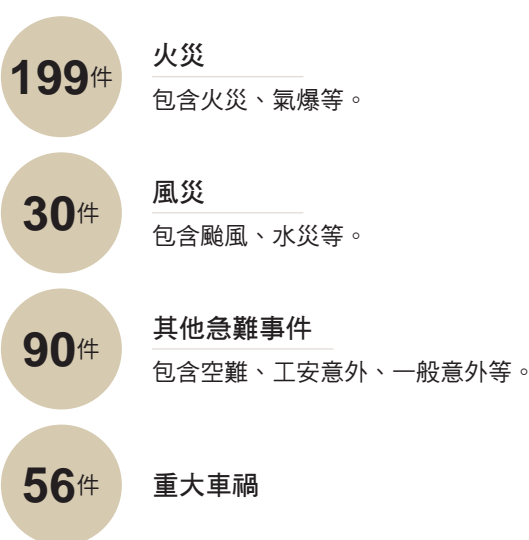 199件
火災
包含火災、氣爆等。
30件
風災
包含颱風、水災等。
90件
其他急難事件
包含空難、工安意外、一般意外等。
56件
重大車禍